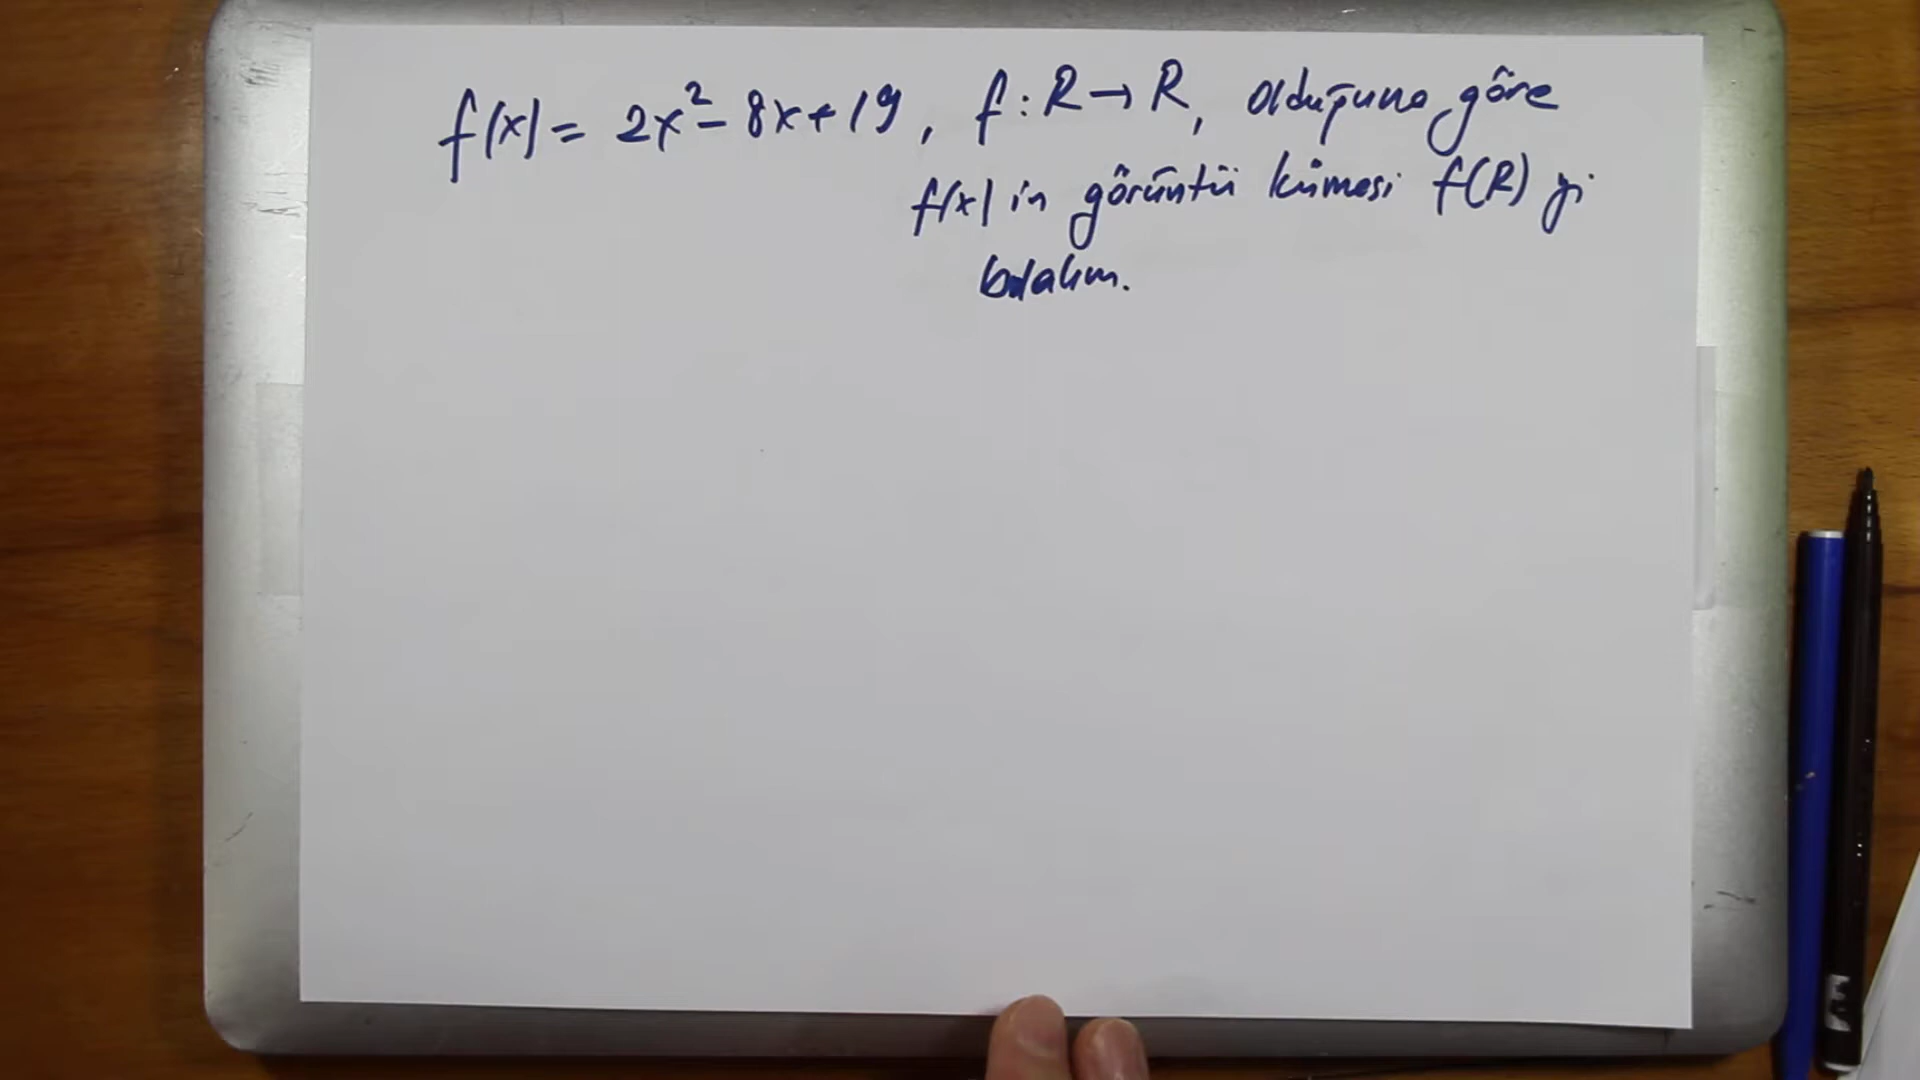 f(x) = 2x² - 8x + 19, f: R → R, olduğuna göre
f(x) in görüntü kümesi f(R) yi
bulalım.